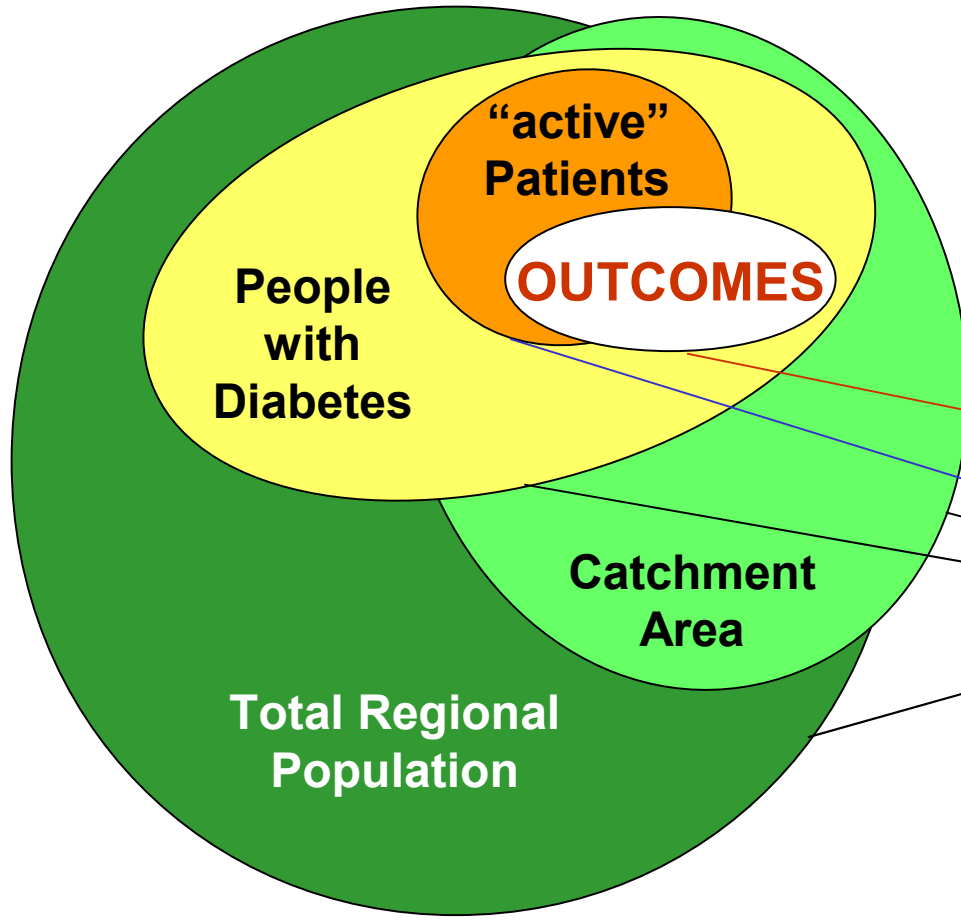 “active”
Patients
OUTCOMES
People
with
Diabetes
Catchment
Area
Total Regional
Population